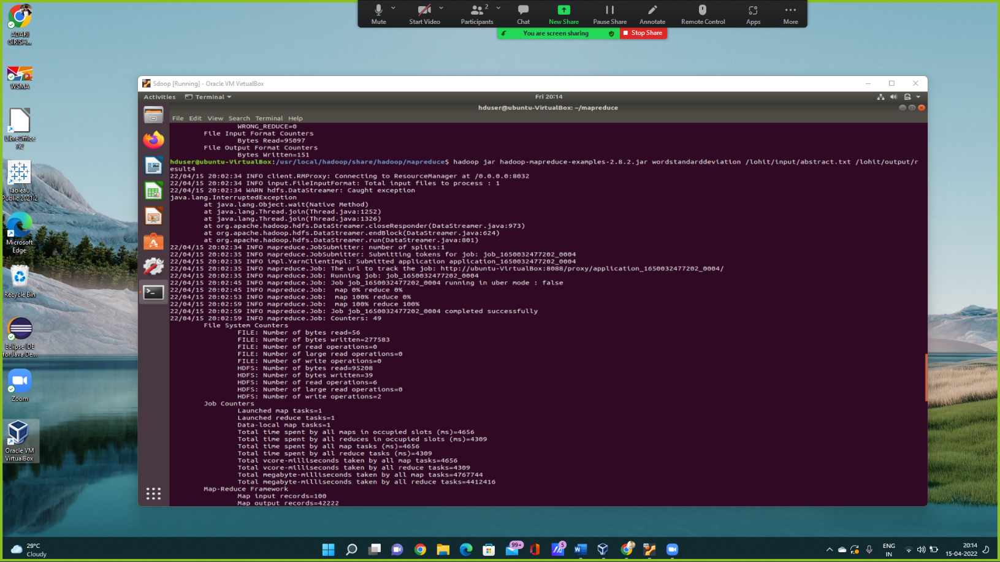 Mute
Start Video
Participants
2
Chat
New Share
Pause Share
Annotate
Remote Control
Apps
More
You are screen sharing
Stop Share
ADARI
GIRISH...
WSMA
LibreOffice
7.2
Tableau
Public 2021.2
Microsoft
Edge
Recycle Bin
Eclipse IDE
for Java De...
Zoom
Oracle VM
VirtualBox
Sdoop [Running] - Oracle VM VirtualBox
Activities
Terminal
Fri 20:14
hduser@ubuntu-VirtualBox: ~/mapreduce
File Edit View Search Terminal Help
WRONG_REDUCE=0
File Input Format Counters
Bytes Read=95097
File Output Format Counters
Bytes Written=151
hduser@ubuntu-VirtualBox:/usr/local/hadoop/share/hadoop/mapreduce$ hadoop jar hadoop-mapreduce-examples-2.8.2.jar wordstandarddeviation /lohit/input/abstract.txt /lohit/output/r
esult4
22/04/15 20:02:34 INFO client.RMProxy: Connecting to ResourceManager at /0.0.0.0:8032
22/04/15 20:02:34 INFO input.FileInputFormat: Total input files to process : 1
22/04/15 20:02:34 WARN hdfs.DataStreamer: Caught exception
java.lang.InterruptedException
at java.lang.Object.wait(Native Method)
at java.lang.Thread.join(Thread.java:1252)
at java.lang.Thread.join(Thread.java:1326)
at org.apache.hadoop.hdfs.DataStreamer.closeResponder(DataStreamer.java:973)
at org.apache.hadoop.hdfs.DataStreamer.endBlock(DataStreamer.java:624)
at org.apache.hadoop.hdfs.DataStreamer.run(DataStreamer.java:801)
22/04/15 20:02:34 INFO mapreduce.JobSubmitter: number of splits:1
22/04/15 20:02:35 INFO mapreduce.JobSubmitter: Submitting tokens for job: job_1650032477202_0004
22/04/15 20:02:35 INFO impl.YarnClientImpl: Submitted application application_1650032477202_0004
22/04/15 20:02:35 INFO mapreduce.Job: The url to track the job: http://ubuntu-VirtualBox:8088/proxy/application_1650032477202_0004/
22/04/15 20:02:35 INFO mapreduce.Job: Running job: job_1650032477202_0004
22/04/15 20:02:45 INFO mapreduce.Job: Job job_1650032477202_0004 running in uber mode : false
22/04/15 20:02:45 INFO mapreduce.Job:  map 0% reduce 0%
22/04/15 20:02:53 INFO mapreduce.Job:  map 100% reduce 0%
22/04/15 20:02:59 INFO mapreduce.Job:  map 100% reduce 100%
22/04/15 20:02:59 INFO mapreduce.Job: Job job_1650032477202_0004 completed successfully
22/04/15 20:02:59 INFO mapreduce.Job: Counters: 49
File System Counters
FILE: Number of bytes read=56
FILE: Number of bytes written=277583
FILE: Number of read operations=0
FILE: Number of large read operations=0
FILE: Number of write operations=0
HDFS: Number of bytes read=95208
HDFS: Number of bytes written=39
HDFS: Number of read operations=6
HDFS: Number of large read operations=0
HDFS: Number of write operations=2
Job Counters
Launched map tasks=1
Launched reduce tasks=1
Data-local map tasks=1
Total time spent by all maps in occupied slots (ms)=4656
Total time spent by all reduces in occupied slots (ms)=4309
Total time spent by all map tasks (ms)=4656
Total time spent by all reduce tasks (ms)=4309
Total vcore-milliseconds taken by all map tasks=4656
Total vcore-milliseconds taken by all reduce tasks=4309
Total megabyte-milliseconds taken by all map tasks=4767744
Total megabyte-milliseconds taken by all reduce tasks=4412416
Map-Reduce Framework
Map input records=100
Map output records=42222
29°C
Cloudy
99+
5
ENG
IN
20:14
15-04-2022